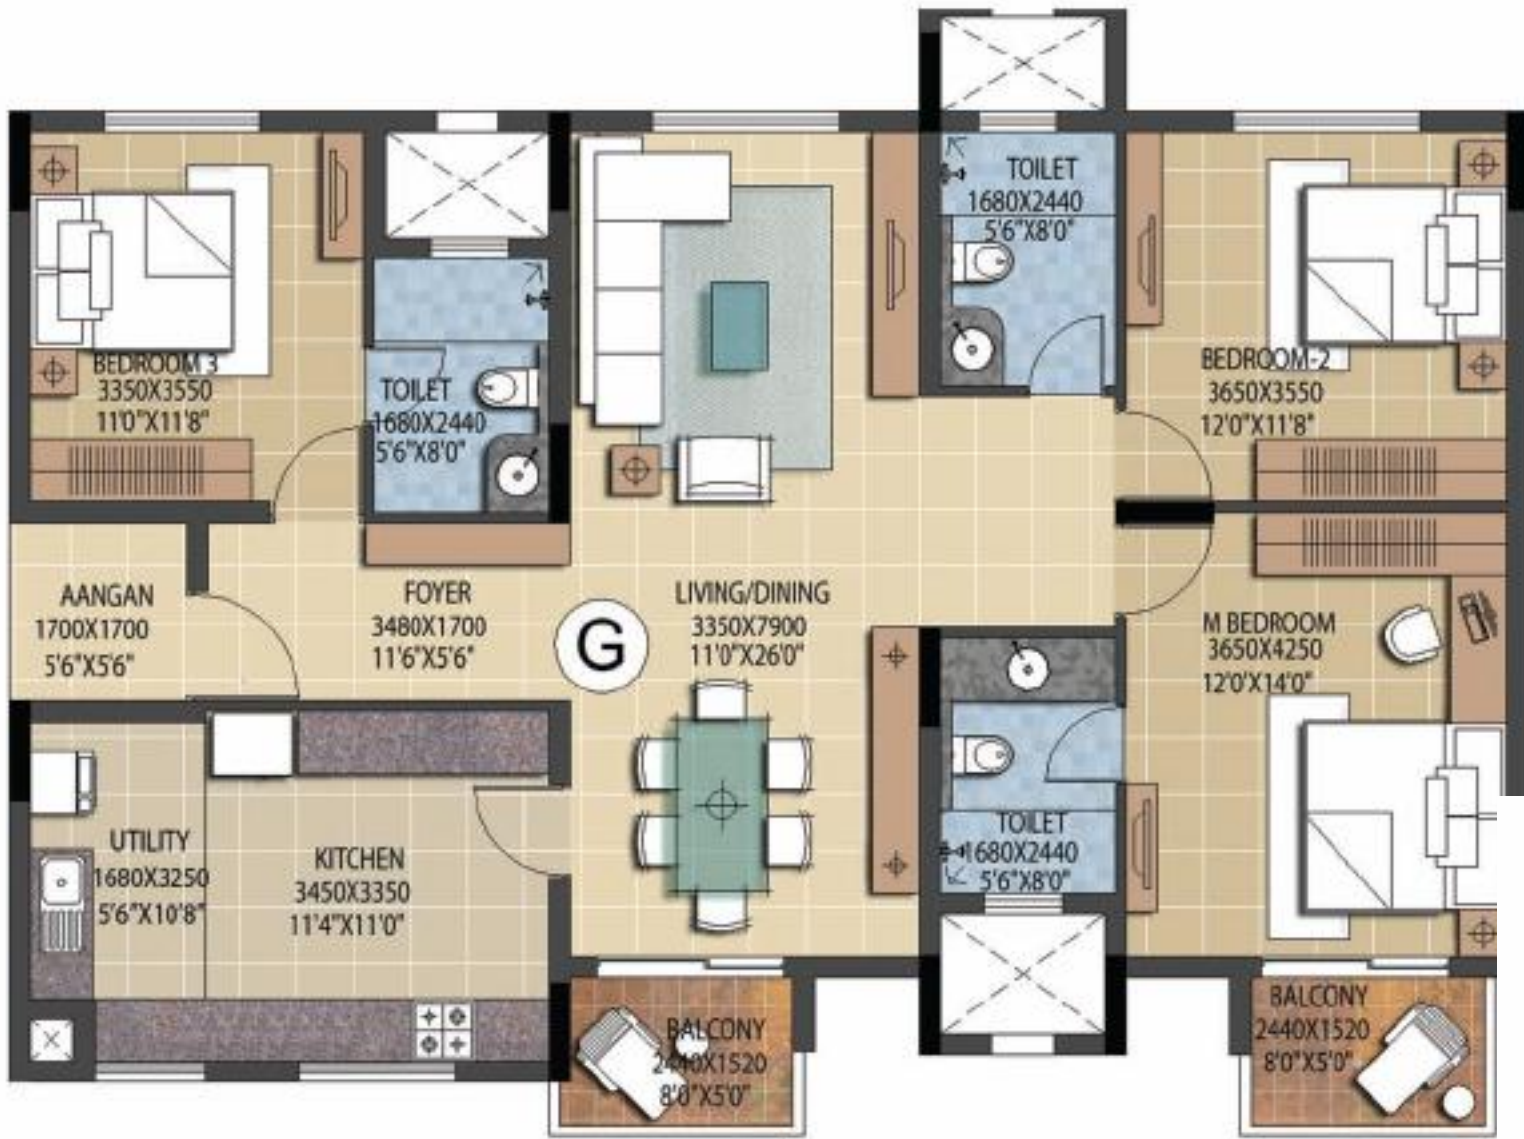 TOILET
1680X2440
5'6"X8'0"
BEDROOM 3
3350X3550
11'0"X11'8"
TOILET
1680X2440
5'6"X8'0"
BEDROOM-2
3650X3550
12'0"X11'8"
AANGAN
1700X1700
5'6"X5'6"
FOYER
3480X1700
11'6"X5'6"
G
LIVING/DINING
3350X7900
11'0"X26'0"
M BEDROOM
3650X4250
12'0'X14'0"
UTILITY
1680X3250
5'6"X10'8"
KITCHEN
3450X3350
11'4"X11'0"
TOILET
1680X2440
5'6"X8'0"
BALCONY
2440X1520
8'0"X5'0"
BALCONY
2440X1520
8'0"X5'0"